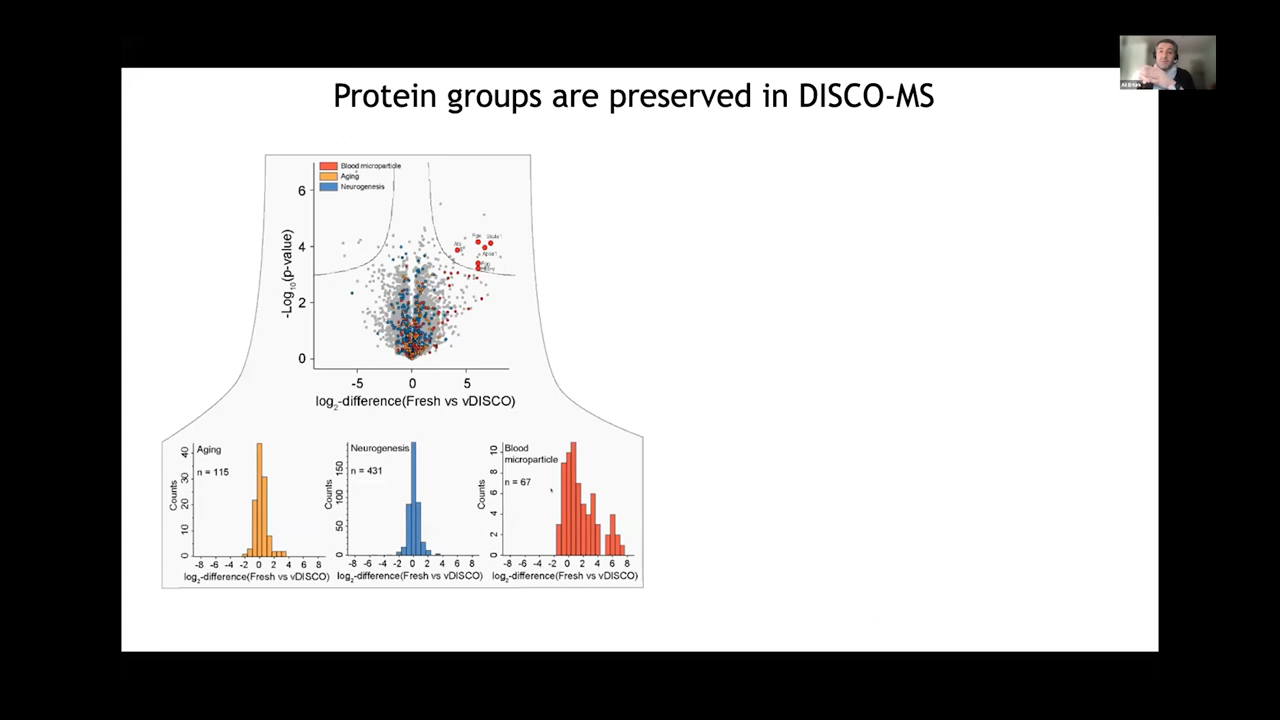 Protein groups are preserved in DISCO-MS
Blood microparticle
Aging
Neurogenesis
-Log10(p-value)
6
4
2
0
-5 0 5
log2-difference(Fresh vs vDISCO)
Aging
n = 115
Counts
40
30
20
10
0
-8 -6 -4 -2 0 2 4 6 8
log2-difference(Fresh vs vDISCO)
Neurogenesis
n = 431
Counts
150
100
50
0
-8 -6 -4 -2 0 2 4 6 8
log2-difference(Fresh vs vDISCO)
Blood
microparticle
n = 67
Counts
10
8
6
4
2
0
-8 -6 -4 -2 0 2 4 6 8
log2-difference(Fresh vs vDISCO)